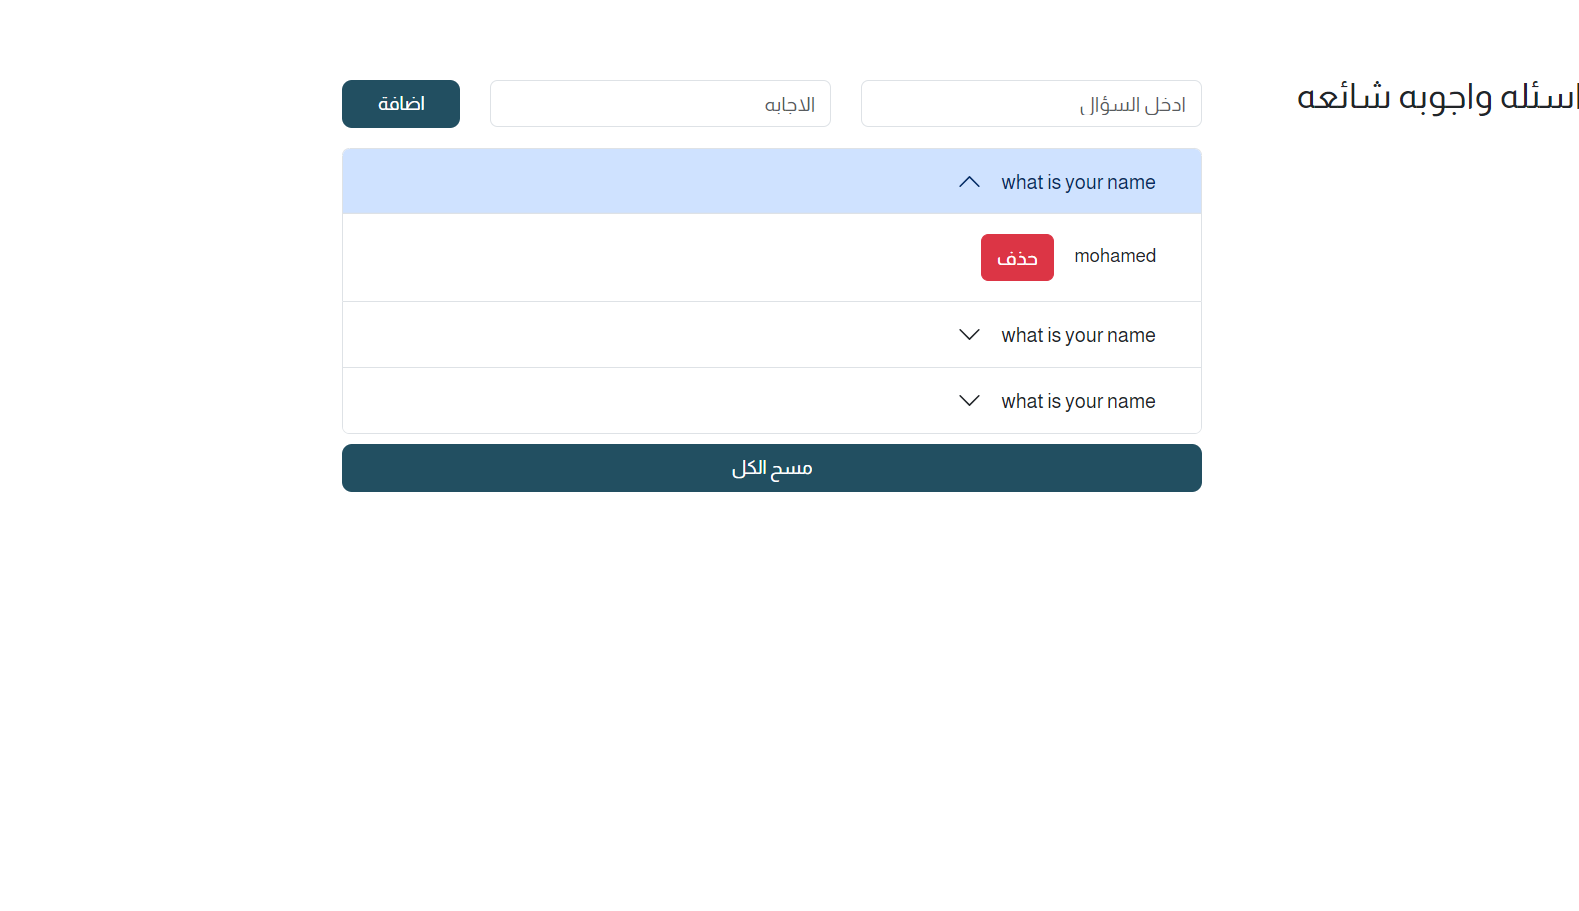 اسئله واجوبه شائعه
ادخل السؤال
الاجابه
اضافة
what is your name
mohamed
حذف
what is your name
what is your name
مسح الكل